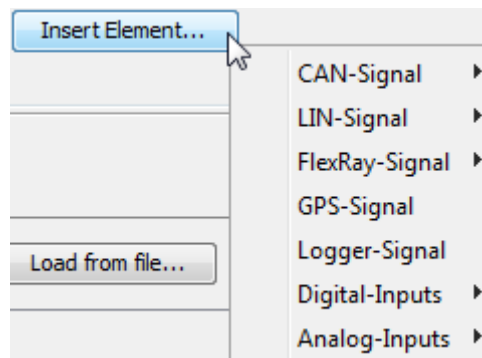 Insert Element...
CAN-Signal
LIN-Signal
FlexRay-Signal
GPS-Signal
Logger-Signal
Load from file...
Digital-Inputs
Analog-Inputs